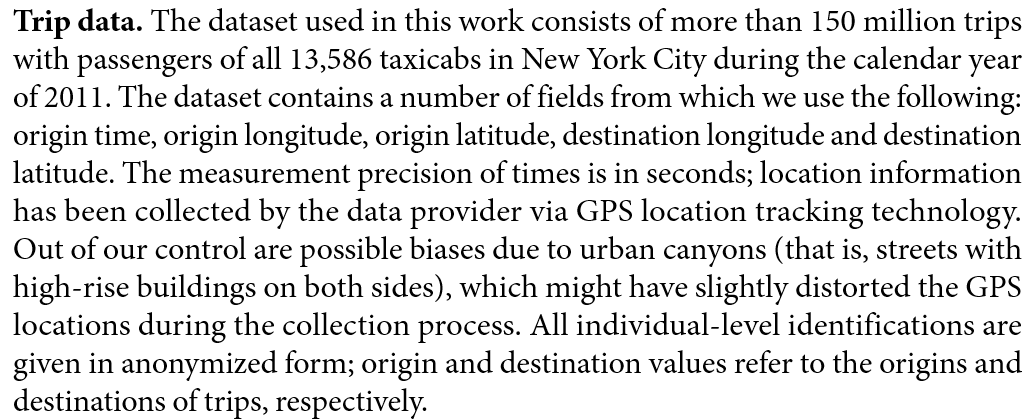 Trip data. The dataset used in this work consists of more than 150 million trips
with passengers of all 13,586 taxicabs in New York City during the calendar year
of 2011. The dataset contains a number of fields from which we use the following:
origin time, origin longitude, origin latitude, destination longitude and destination
latitude. The measurement precision of times is in seconds; location information
has been collected by the data provider via GPS location tracking technology.
Out of our control are possible biases due to urban canyons (that is, streets with
high-rise buildings on both sides), which might have slightly distorted the GPS
locations during the collection process. All individual-level identifications are
given in anonymized form; origin and destination values refer to the origins and
destinations of trips, respectively.